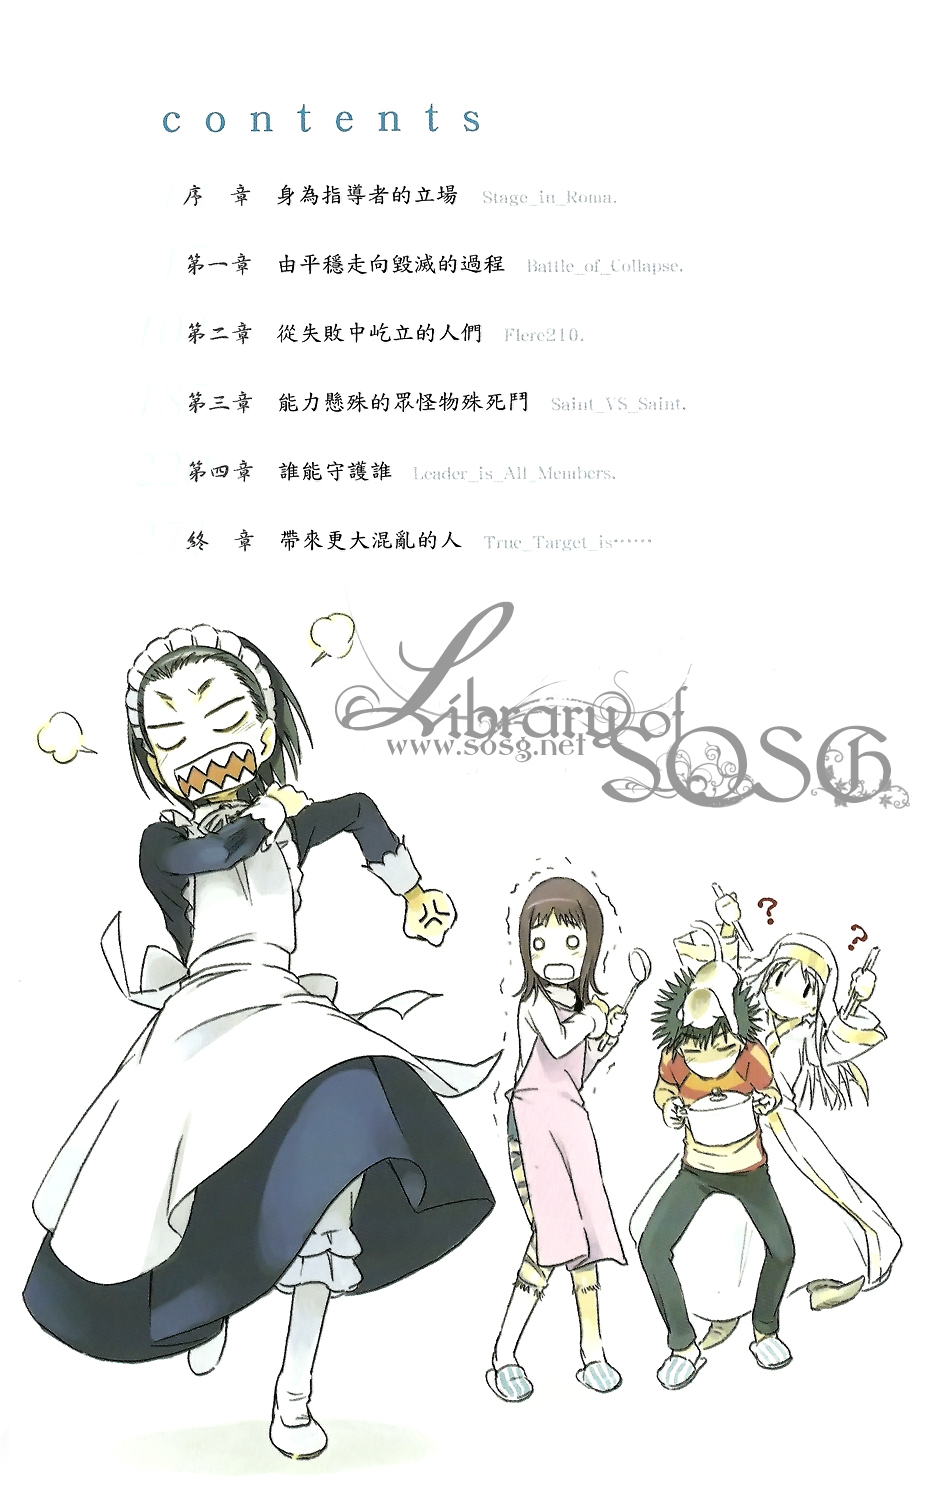 contents
序 章 身為指導者的立場 Stage_in_Roma.
第一章 由平穩走向毀滅的過程 Battle_of_Collapse.
第二章 從失敗中屹立的人們 Flere210.
第三章 能力懸殊的眾怪物殊死鬥 Saint_VS_Saint.
第四章 誰能守護誰 Leader_is_All_Members.
終 章 帶來更大混亂的人 True_Target_is……
Library of
www.sosg.net
SOSG
? ?